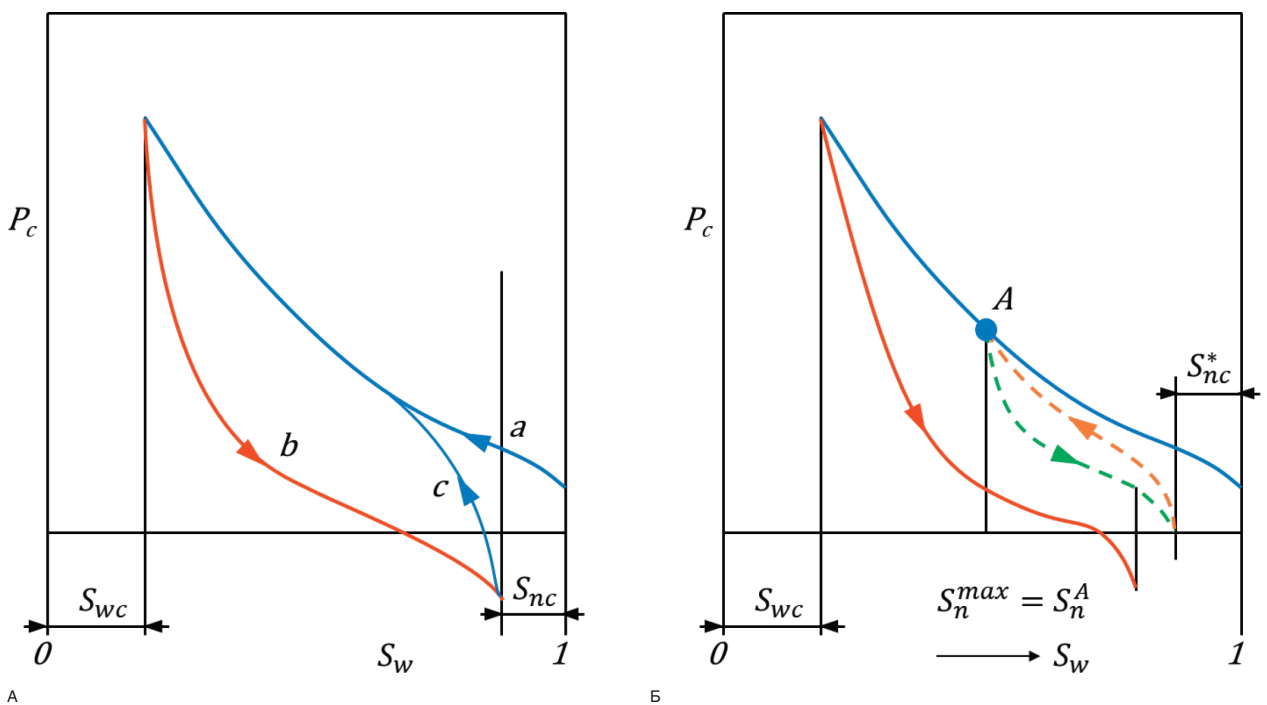 P_c
a
b
c
S_wc
S_nc
0
S_w
1
А
P_c
A
S*_nc
S_wc
S_n^max = S_n^A
0
S_w
1
Б